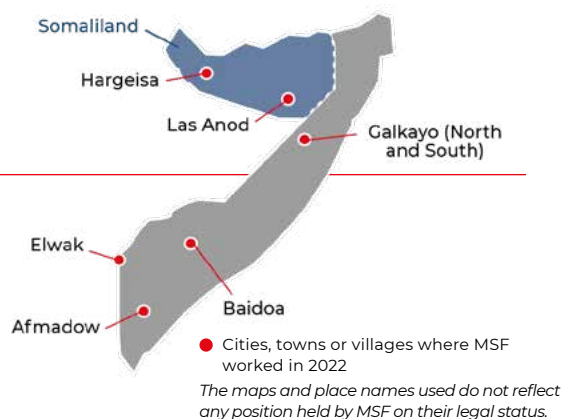 Somaliland
Hargeisa
Las Anod
Galkayo (North
and South)
Elwak
Baidoa
Afmadow
Cities, towns or villages where MSF
worked in 2022
The maps and place names used do not reflect
any position held by MSF on their legal status.